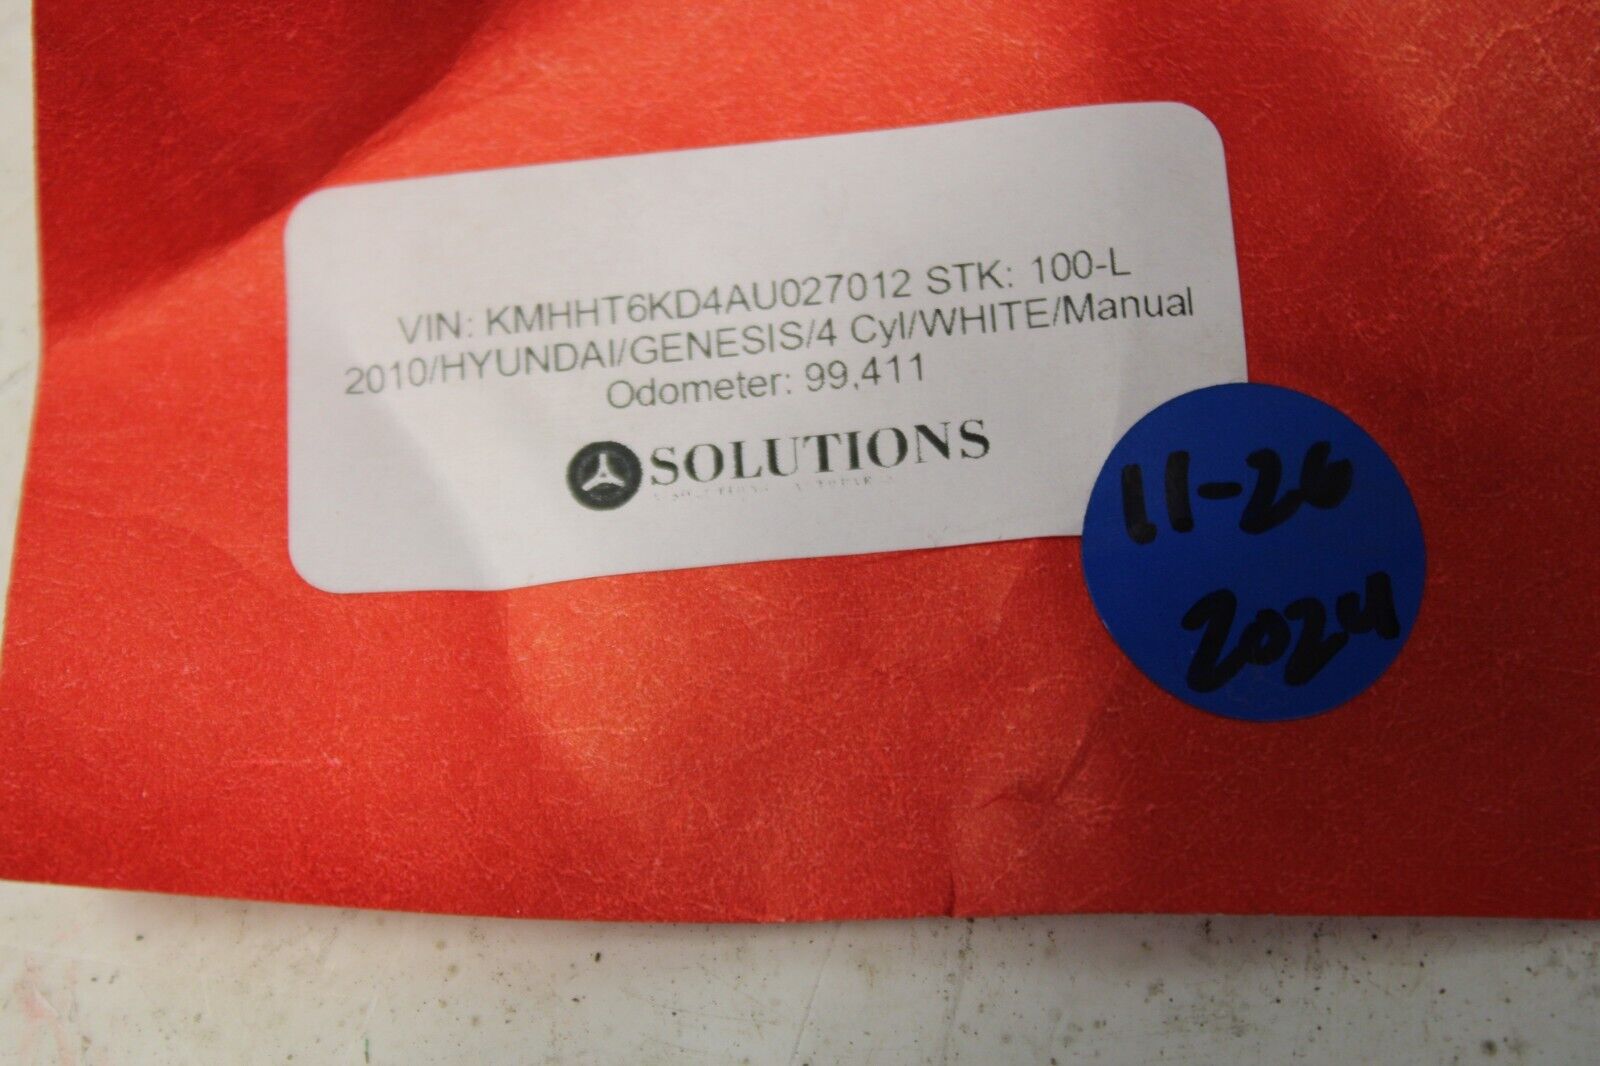 VIN: KMHHT6KD4AU027012 STK: 100-L
2010/HYUNDAI/GENESIS/4 Cyl/WHITE/Manual
Odometer: 99,411
SOLUTIONS
11-26
2024